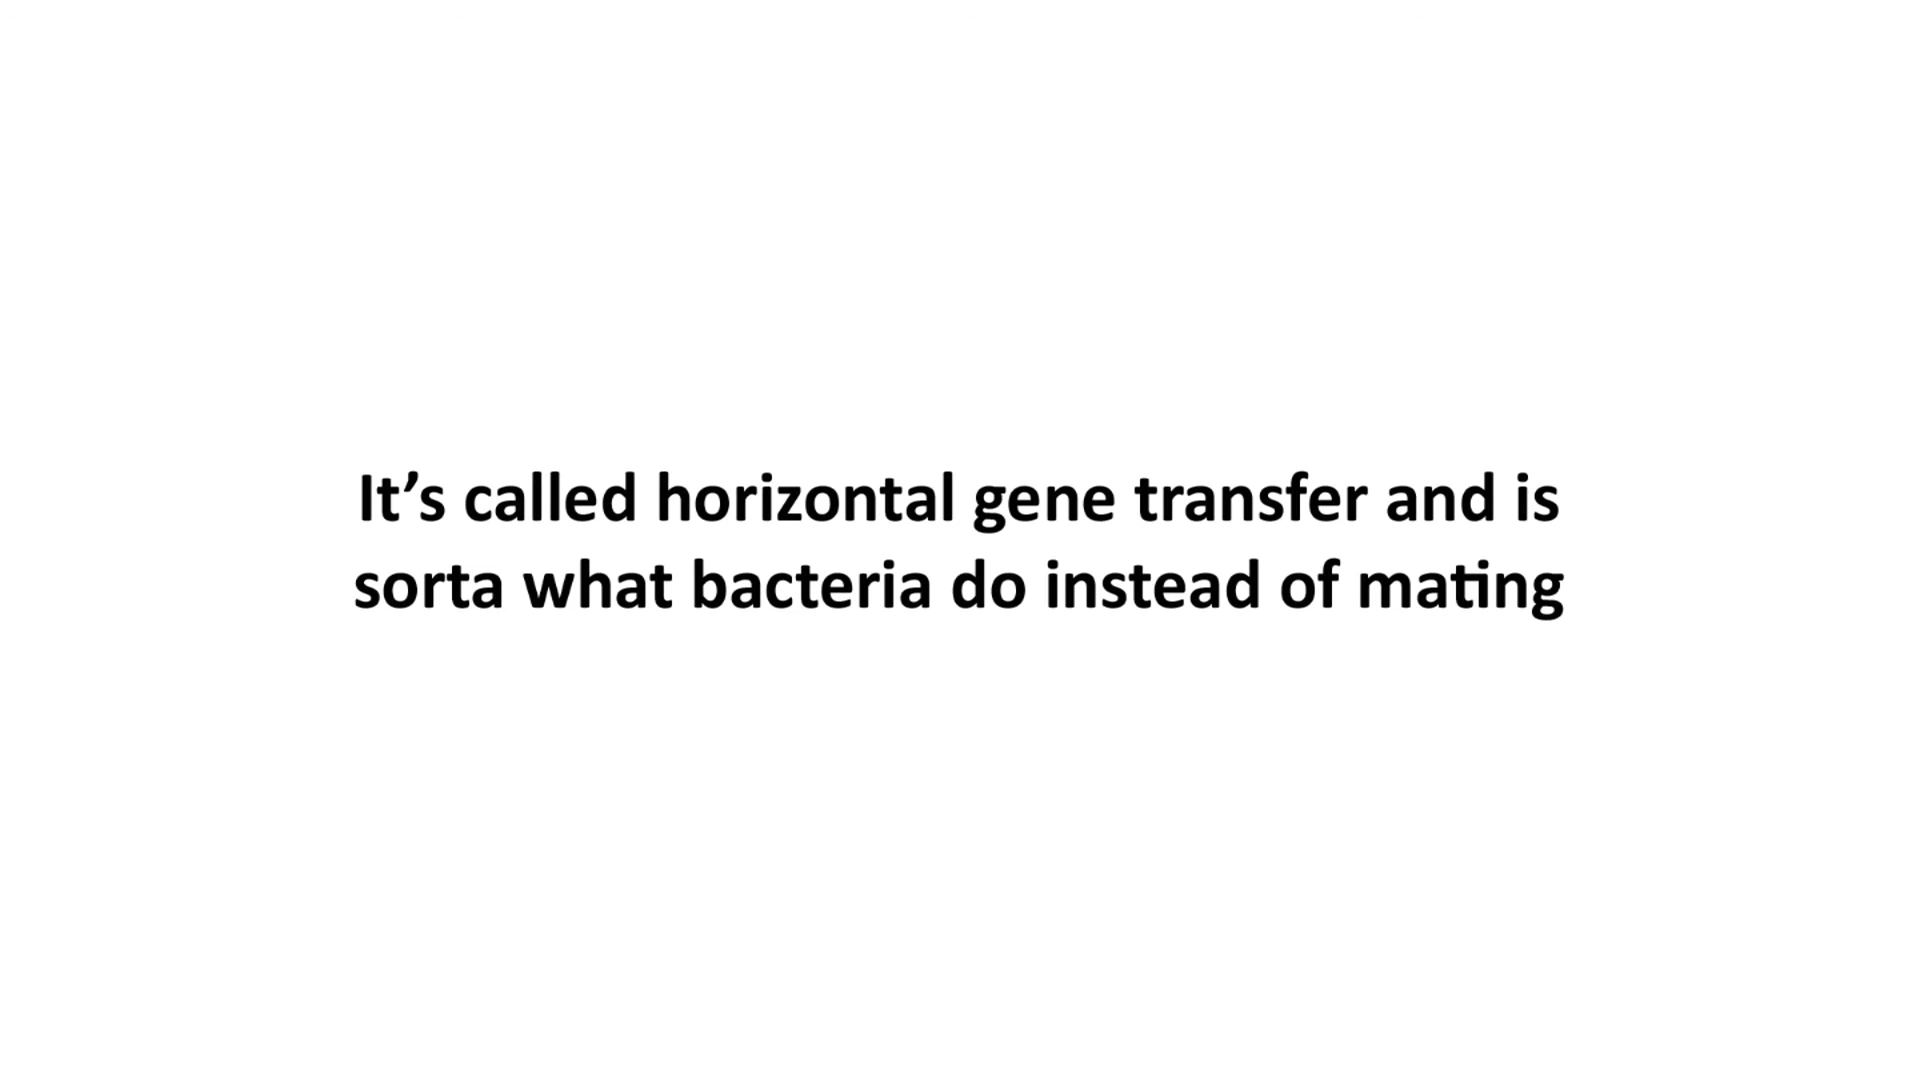 It’s called horizontal gene transfer and is
sorta what bacteria do instead of mating